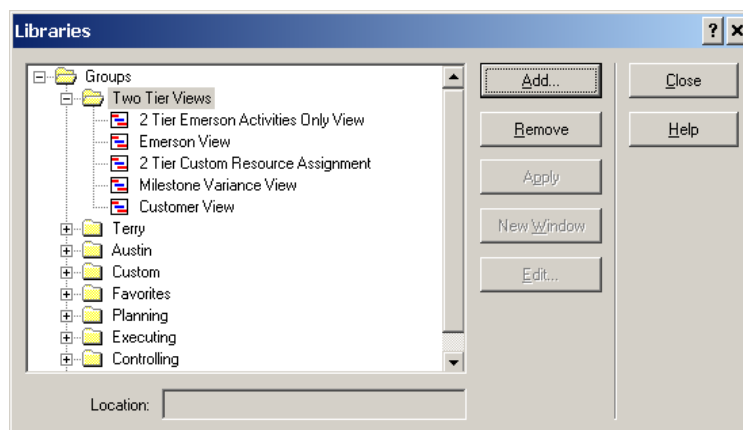 Libraries
Groups
Two Tier Views
2 Tier Emerson Activities Only View
Emerson View
2 Tier Custom Resource Assignment
Milestone Variance View
Customer View
Terry
Austin
Custom
Favorites
Planning
Executing
Controlling
Add...
Remove
Apply
New Window
Edit...
Close
Help
Location: